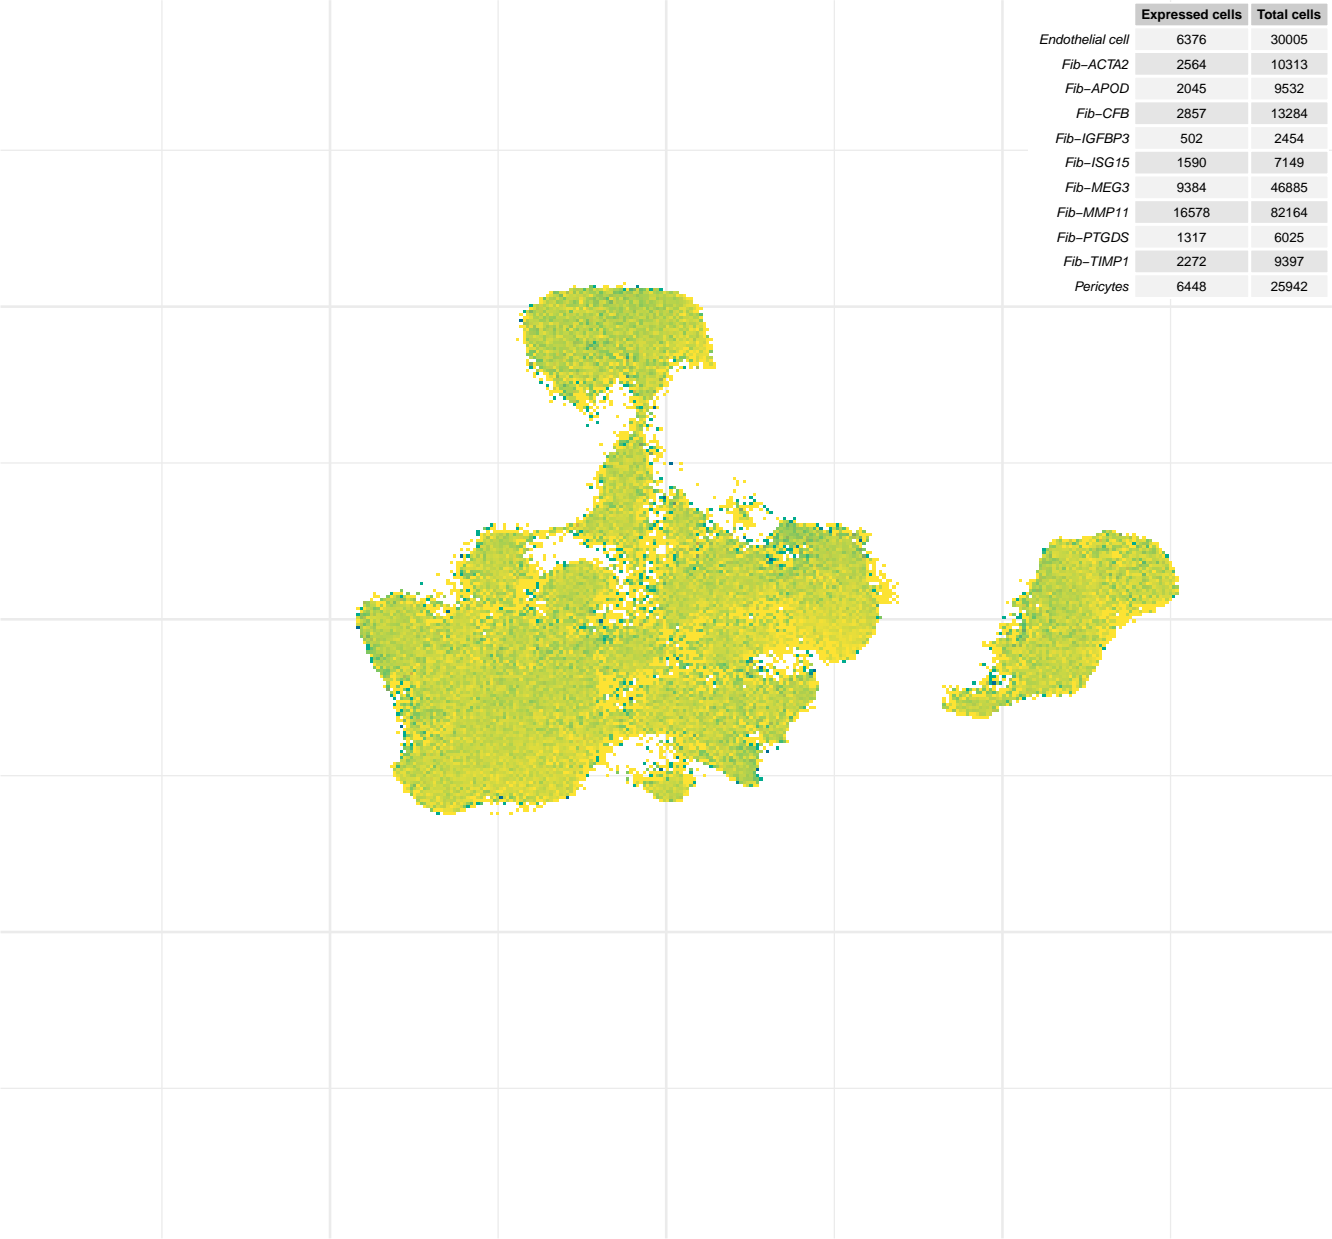 Expressed cells Total cells
Endothelial cell 6376 30005
Fib−ACTA2 2564 10313
Fib−APOD 2045 9532
Fib−CFB 2857 13284
Fib−IGFBP3 502 2454
Fib−ISG15 1590 7149
Fib−MEG3 9384 46885
Fib−MMP11 16578 82164
Fib−PTGDS 1317 6025
Fib−TIMP1 2272 9397
Pericytes 6448 25942